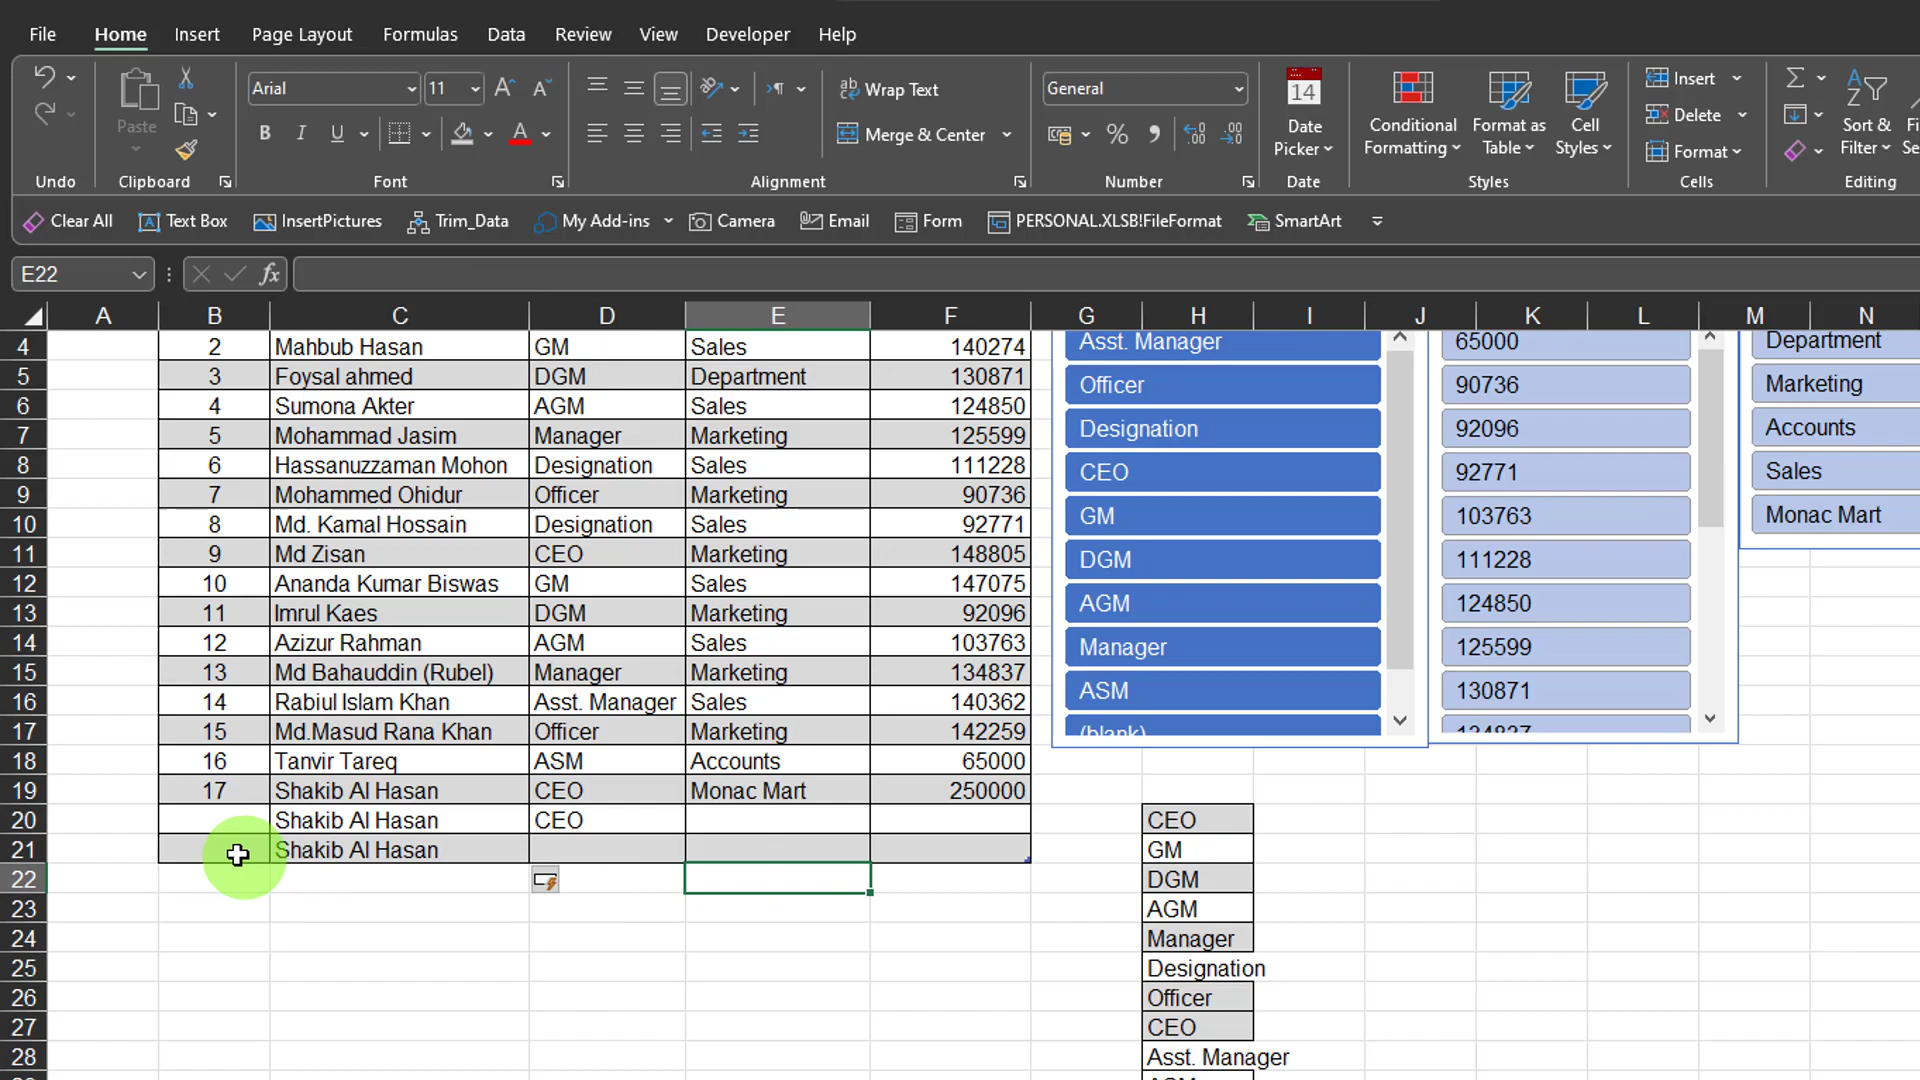 File Home Insert Page Layout Formulas Data Review View Developer Help
Paste
Undo
Clipboard
Arial 11
B I U A
Font
Wrap Text
Merge & Center
Alignment
General
Number
14
Date Picker
Date
Conditional Formatting
Format as Table
Cell Styles
Styles
Insert
Delete
Format
Cells
Sort & Filter
Editing
Clear All Text Box InsertPictures Trim_Data My Add-ins Camera Email Form PERSONAL.XLSB!FileFormat SmartArt
E22 fx
A B C D E F G H I J K L M N
4 2 Mahbub Hasan GM Sales 140274
5 3 Foysal ahmed DGM Department 130871
6 4 Sumona Akter AGM Sales 124850
7 5 Mohammad Jasim Manager Marketing 125599
8 6 Hassanuzzaman Mohon Designation Sales 111228
9 7 Mohammed Ohidur Officer Marketing 90736
10 8 Md. Kamal Hossain Designation Sales 92771
11 9 Md Zisan CEO Marketing 148805
12 10 Ananda Kumar Biswas GM Sales 147075
13 11 Imrul Kaes DGM Marketing 92096
14 12 Azizur Rahman AGM Sales 103763
15 13 Md Bahauddin (Rubel) Manager Marketing 134837
16 14 Rabiul Islam Khan Asst. Manager Sales 140362
17 15 Md.Masud Rana Khan Officer Marketing 142259
18 16 Tanvir Tareq ASM Accounts 65000
19 17 Shakib Al Hasan CEO Monac Mart 250000
20 Shakib Al Hasan CEO
21 Shakib Al Hasan
22
23
24
25
26
27
28
Asst. Manager
Officer
Designation
CEO
GM
DGM
AGM
Manager
ASM
(blank)
65000
90736
92096
92771
103763
111228
124850
125599
130871
134837
Department
Marketing
Accounts
Sales
Monac Mart
CEO
GM
DGM
AGM
Manager
Designation
Officer
CEO
Asst. Manager